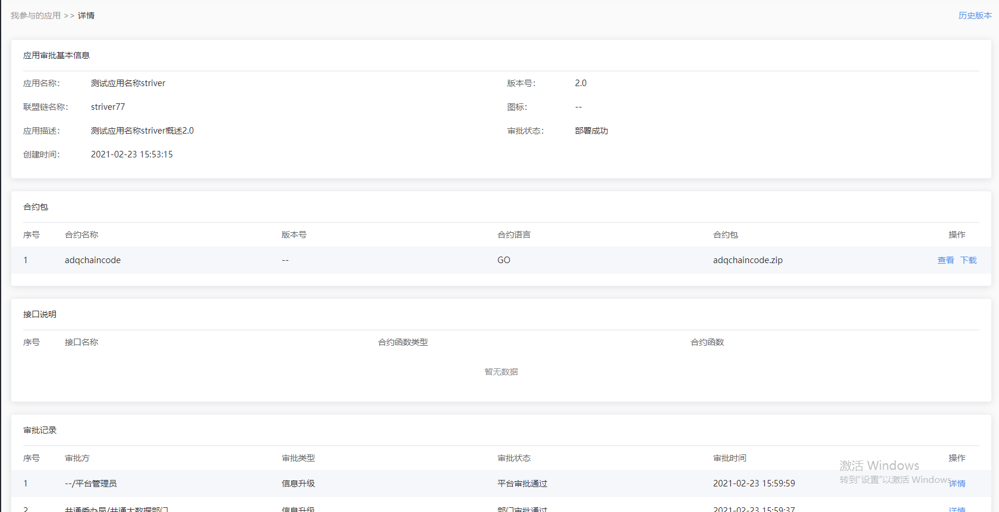 我参与的应用 >> 详情 历史版本
应用审批基本信息
应用名称： 测试应用名称striver 版本号： 2.0
联盟链名称： striver77 图标： --
应用描述： 测试应用名称striver概述2.0 审批状态： 部署成功
创建时间： 2021-02-23 15:53:15
合约包
序号 合约名称 版本号 合约语言 合约包 操作
1 adqchaincode -- GO adqchaincode.zip 查看 下载
接口说明
序号 接口名称 合约函数类型 合约函数
暂无数据
审批记录
序号 审批方 审批类型 审批状态 审批时间 操作
激活 Windows
转到“设置”以激活 Windows。
1 --/平台管理员 信息升级 平台审批通过 2021-02-23 15:59:59 详情
2 共通委办局/共通大数据部门 信息升级 部门审批通过 2021-02-23 15:59:37 详情